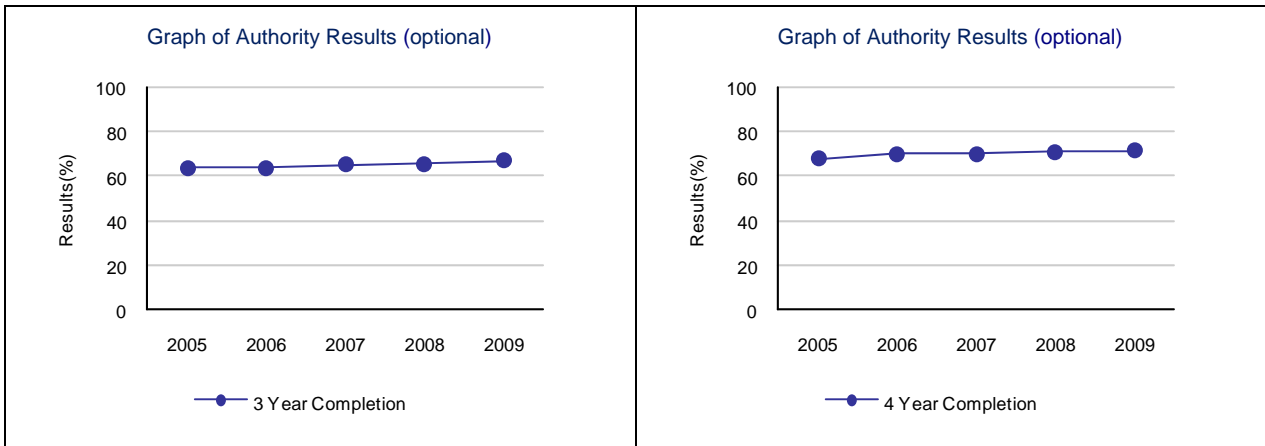 Graph of Authority Results (optional)
100
80
60
40
20
0
Results(%)
2005 2006 2007 2008 2009
3 Year Completion
Graph of Authority Results (optional)
100
80
60
40
20
0
Results(%)
2005 2006 2007 2008 2009
4 Year Completion